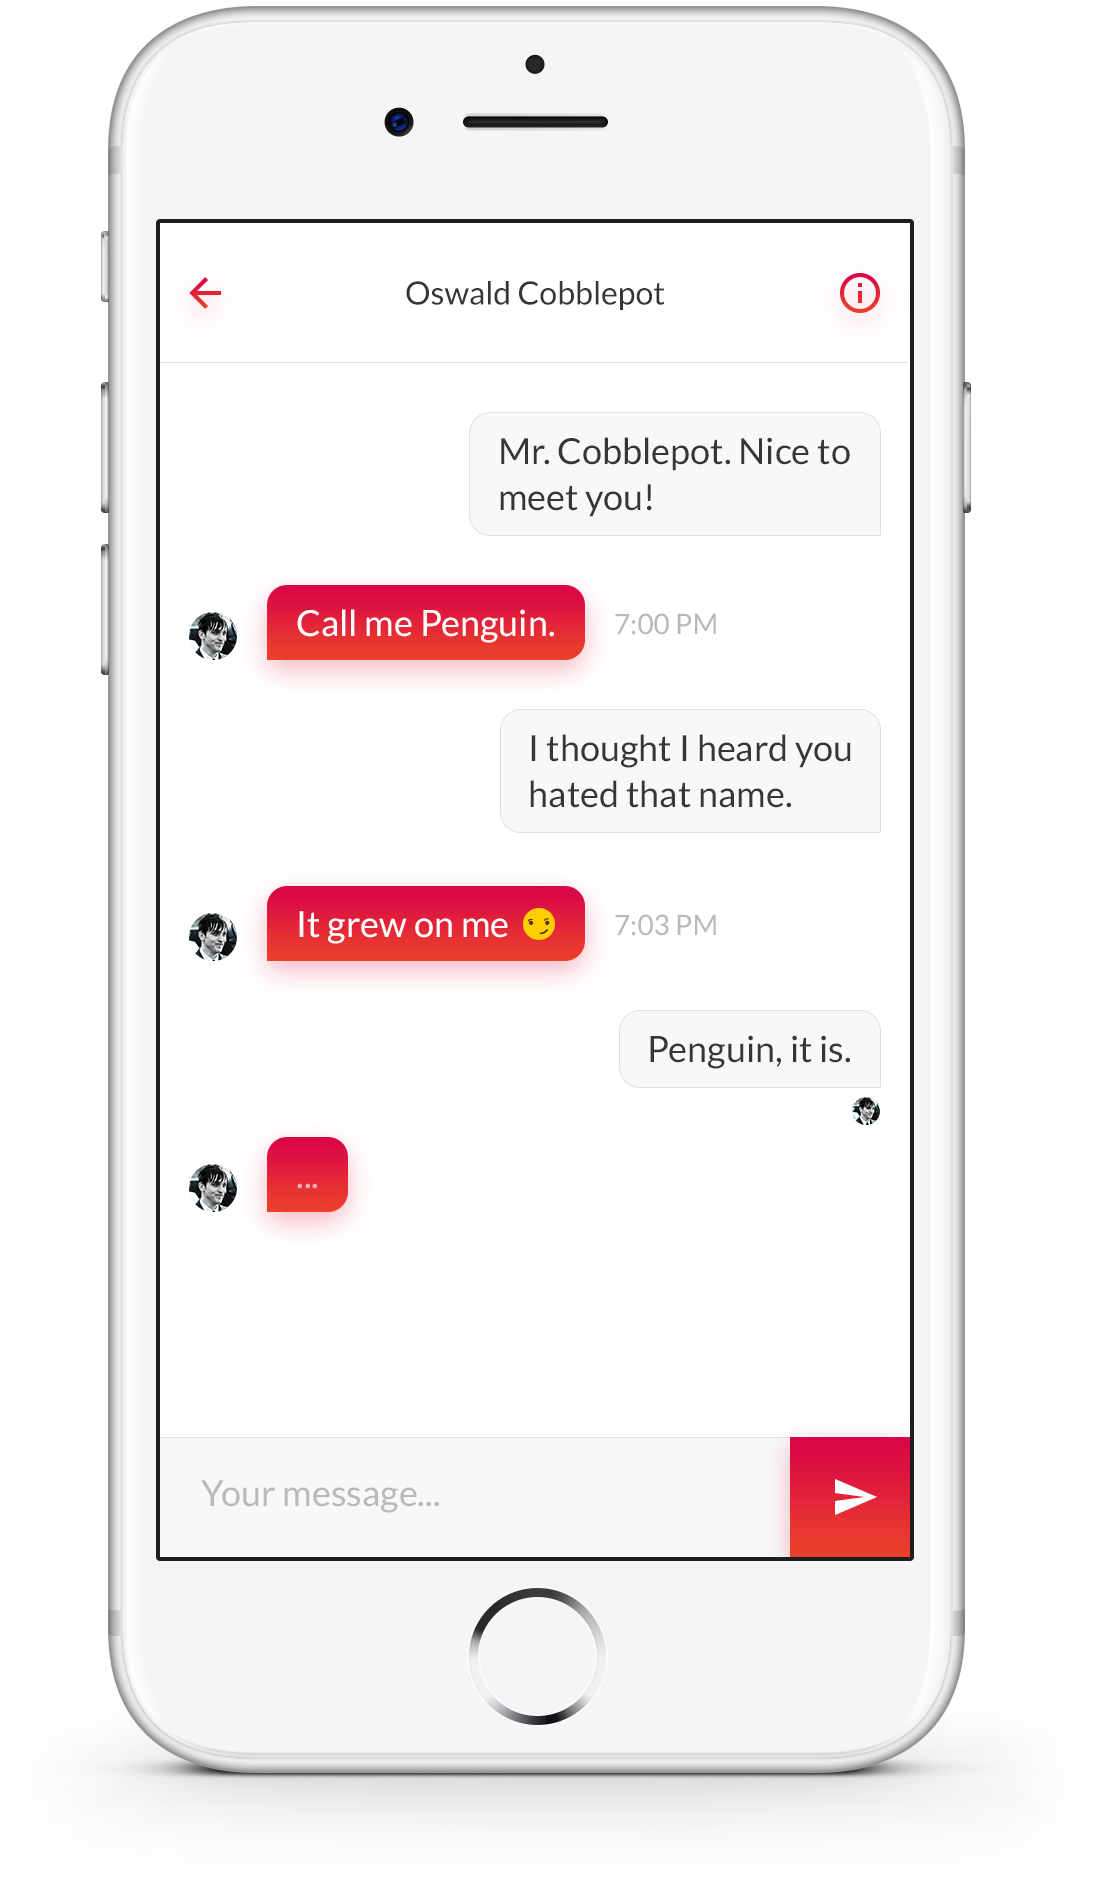 Oswald Cobblepot
Mr. Cobblepot. Nice to
meet you!
Call me Penguin.
7:00 PM
I thought I heard you
hated that name.
It grew on me 😏
7:03 PM
Penguin, it is.
...
Your message...